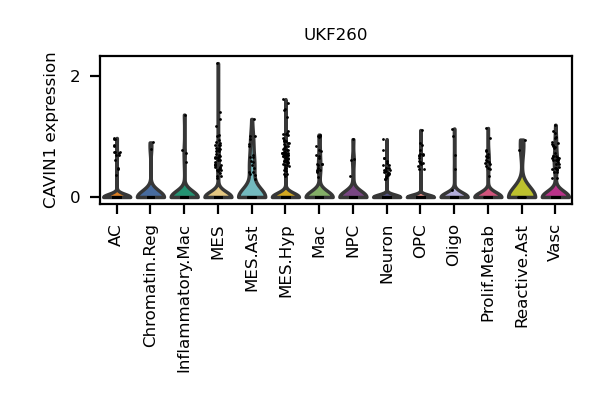 UKF260
CAVIN1 expression
2
0
AC
Chromatin.Reg
Inflammatory.Mac
MES
MES.Ast
MES.Hyp
Mac
NPC
Neuron
OPC
Oligo
Prolif.Metab
Reactive.Ast
Vasc